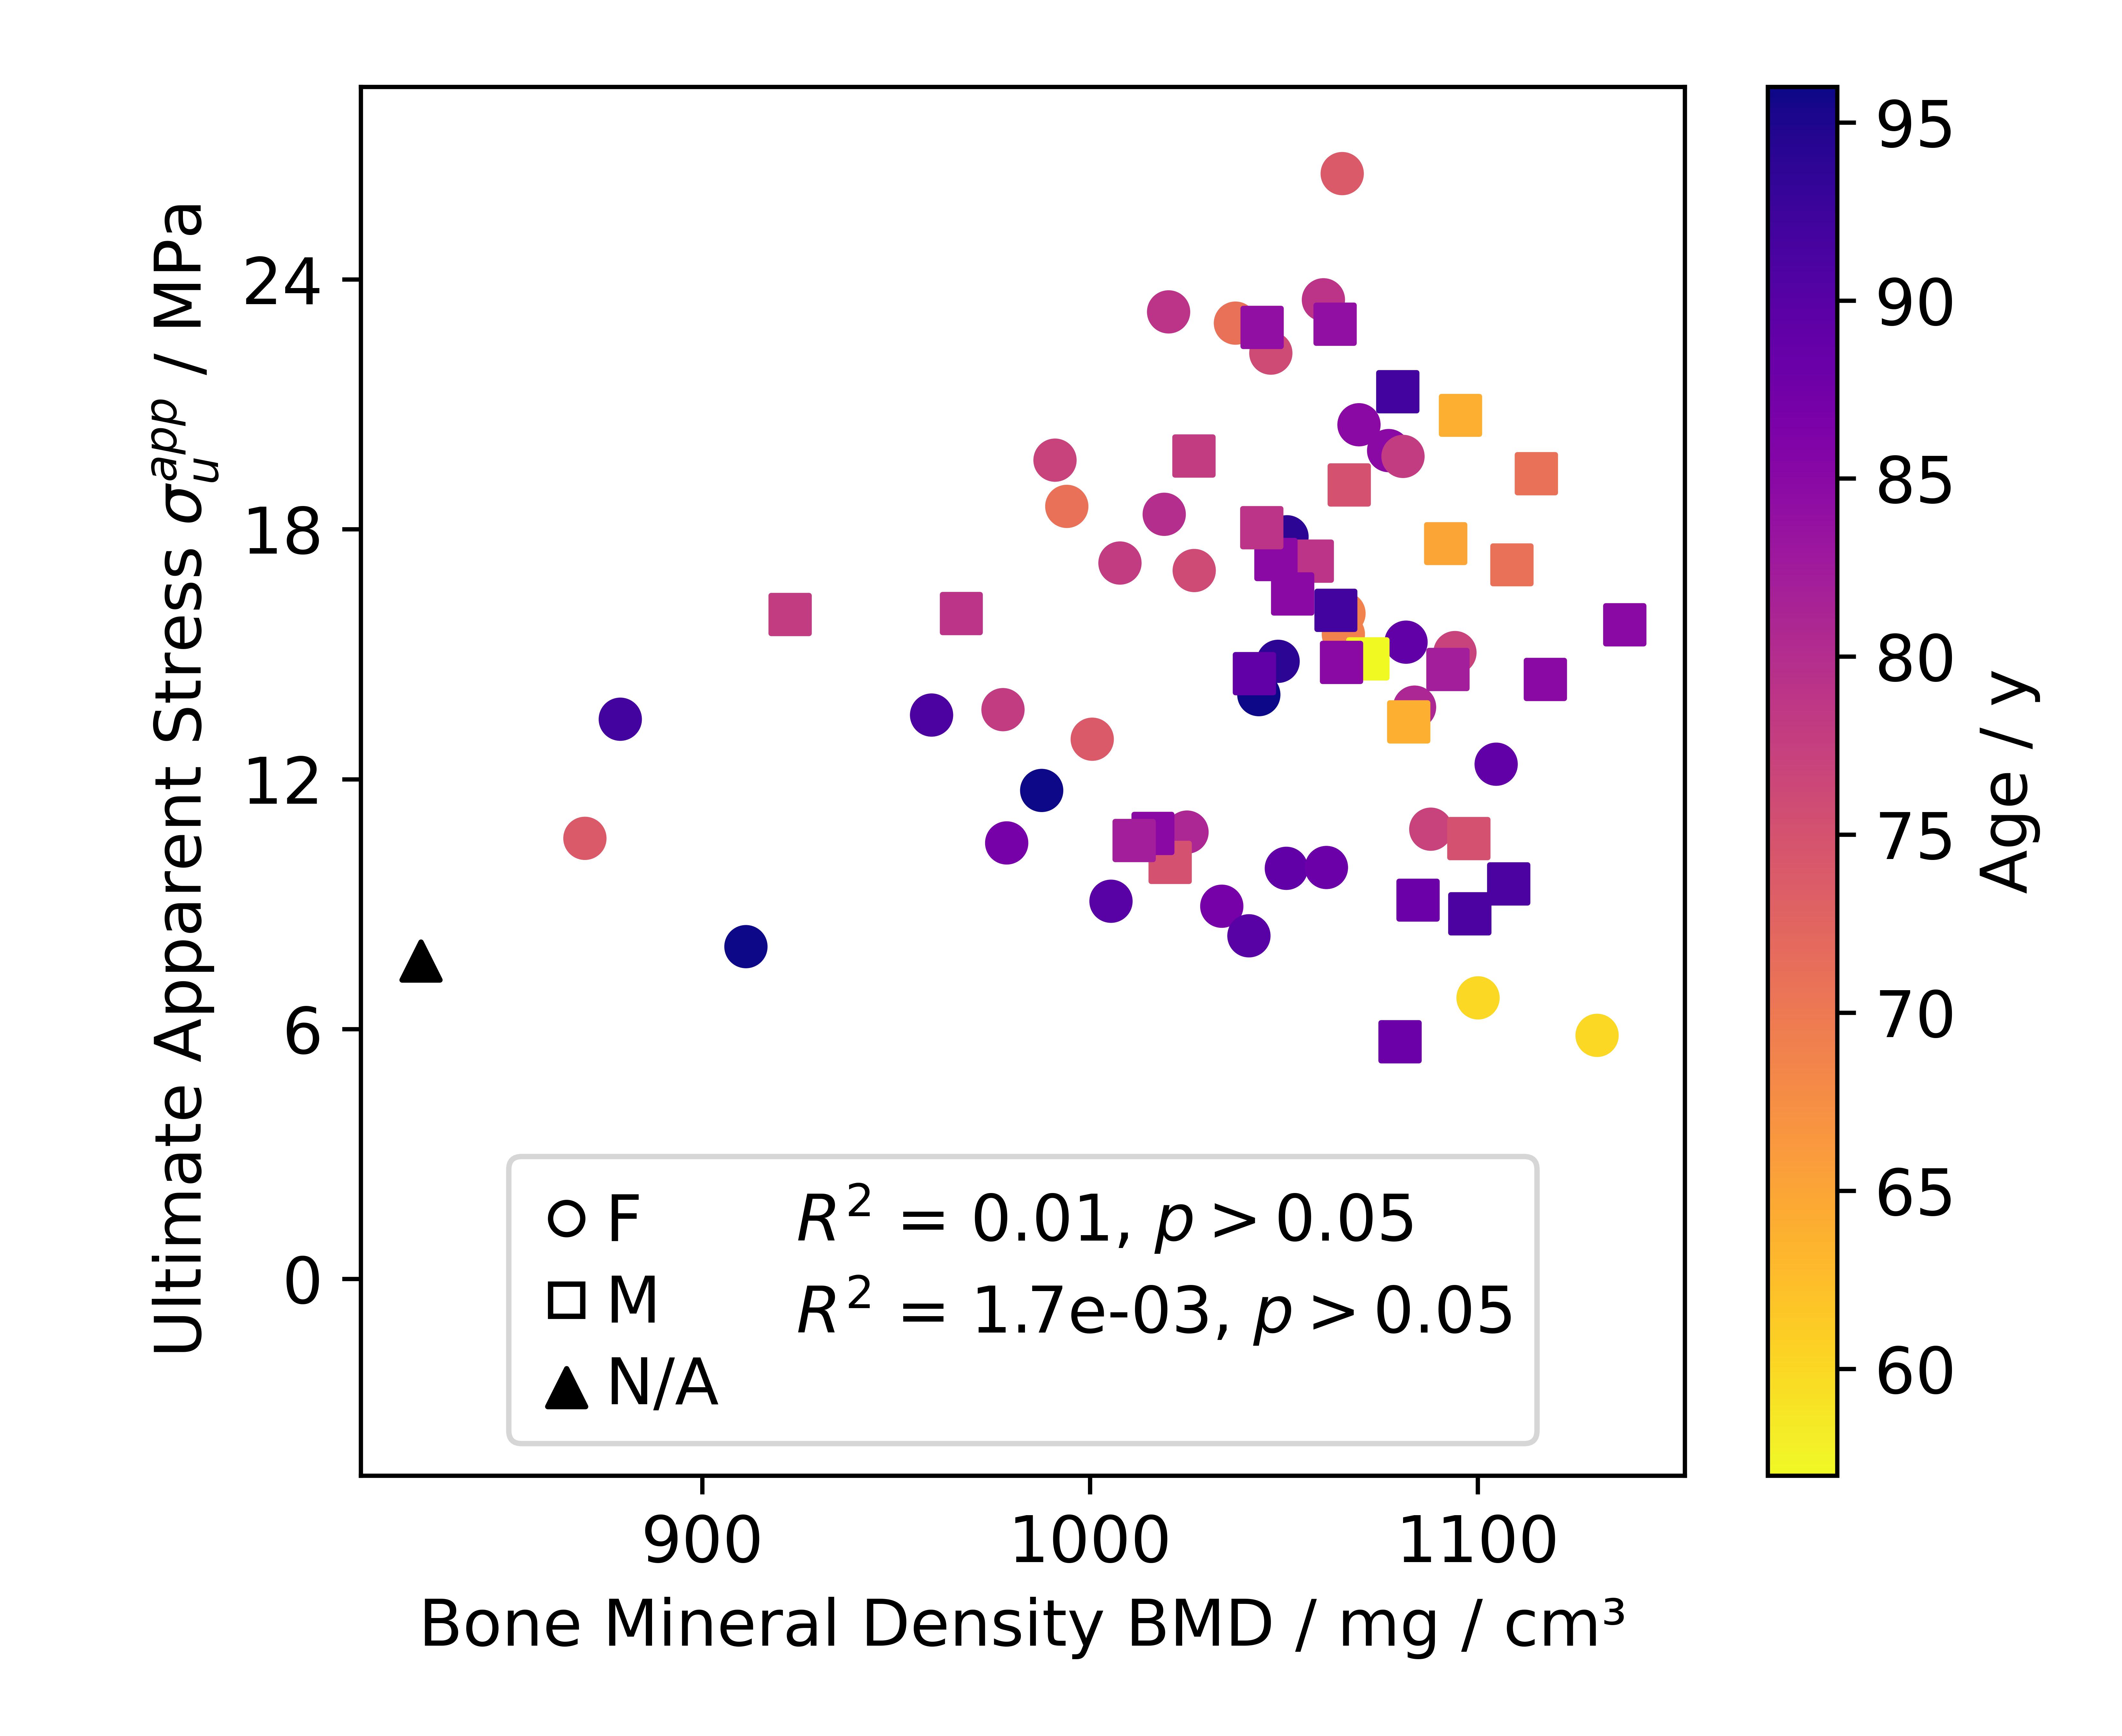 Ultimate Apparent Stress σ_u^app / MPa
24
18
12
6
0
F R² = 0.01, p > 0.05
M R² = 1.7e-03, p > 0.05
N/A
900 1000 1100
Bone Mineral Density BMD / mg / cm³
95
90
85
80
75
70
65
60
Age / y